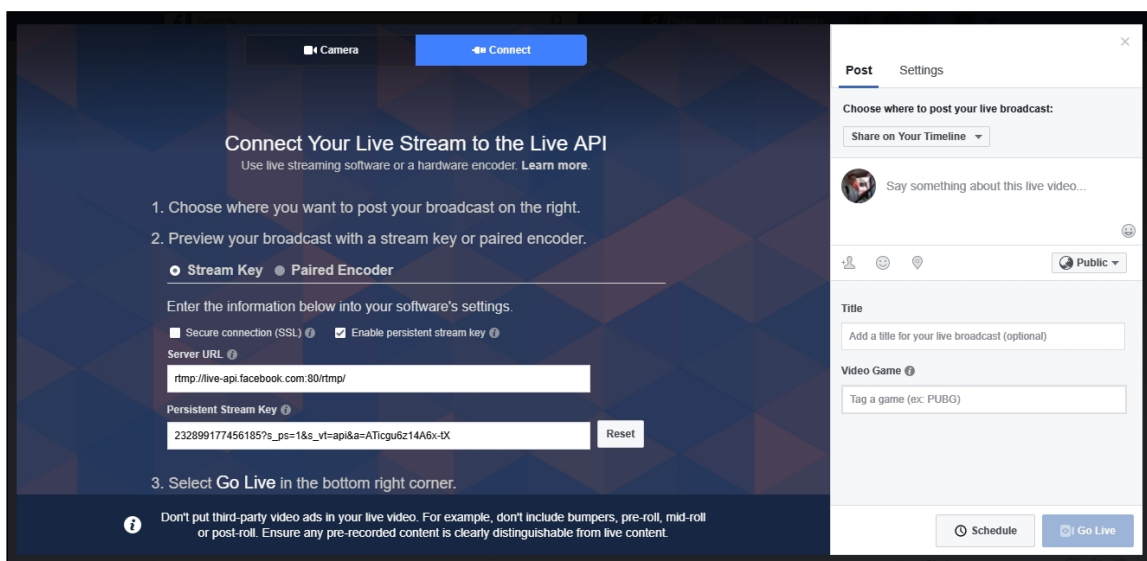 Camera
Connect
Connect Your Live Stream to the Live API
Use live streaming software or a hardware encoder. Learn more.
1. Choose where you want to post your broadcast on the right.
2. Preview your broadcast with a stream key or paired encoder.
Stream Key Paired Encoder
Enter the information below into your software's settings.
Secure connection (SSL) Enable persistent stream key
Server URL
rtmp://live-api.facebook.com:80/rtmp/
Persistent Stream Key
232899177456185?s_ps=1&s_vt=api&a=ATicgu6z14A6x-tX
Reset
3. Select Go Live in the bottom right corner.
Don't put third-party video ads in your live video. For example, don't include bumpers, pre-roll, mid-roll
or post-roll. Ensure any pre-recorded content is clearly distinguishable from live content.
Post Settings
Choose where to post your live broadcast:
Share on Your Timeline
Say something about this live video...
Public
Title
Add a title for your live broadcast (optional)
Video Game
Tag a game (ex: PUBG)
Schedule
Go Live